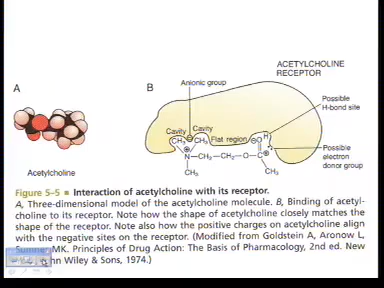 ACETYLCHOLINE
RECEPTOR
A
B
Anionic group
Possible
H-bond site
Cavity
Cavity
CH₃
CH₃
Flat region
H
O
N—CH₂—CH₂—O—C
Possible
electron
donor group
CH₃
CH₃
Acetylcholine
Figure 5–5 ■ Interaction of acetylcholine with its receptor.
A, Three-dimensional model of the acetylcholine molecule. B, Binding of acetyl-
choline to its receptor. Note how the shape of acetylcholine closely matches the
shape of the receptor. Note also how the positive charges on acetylcholine align
with the negative sites on the receptor. (Modified from Goldstein A, Aronow L,
MK. Principles of Drug Action: The Basis of Pharmacology, 2nd ed. New
Wiley & Sons, 1974.)